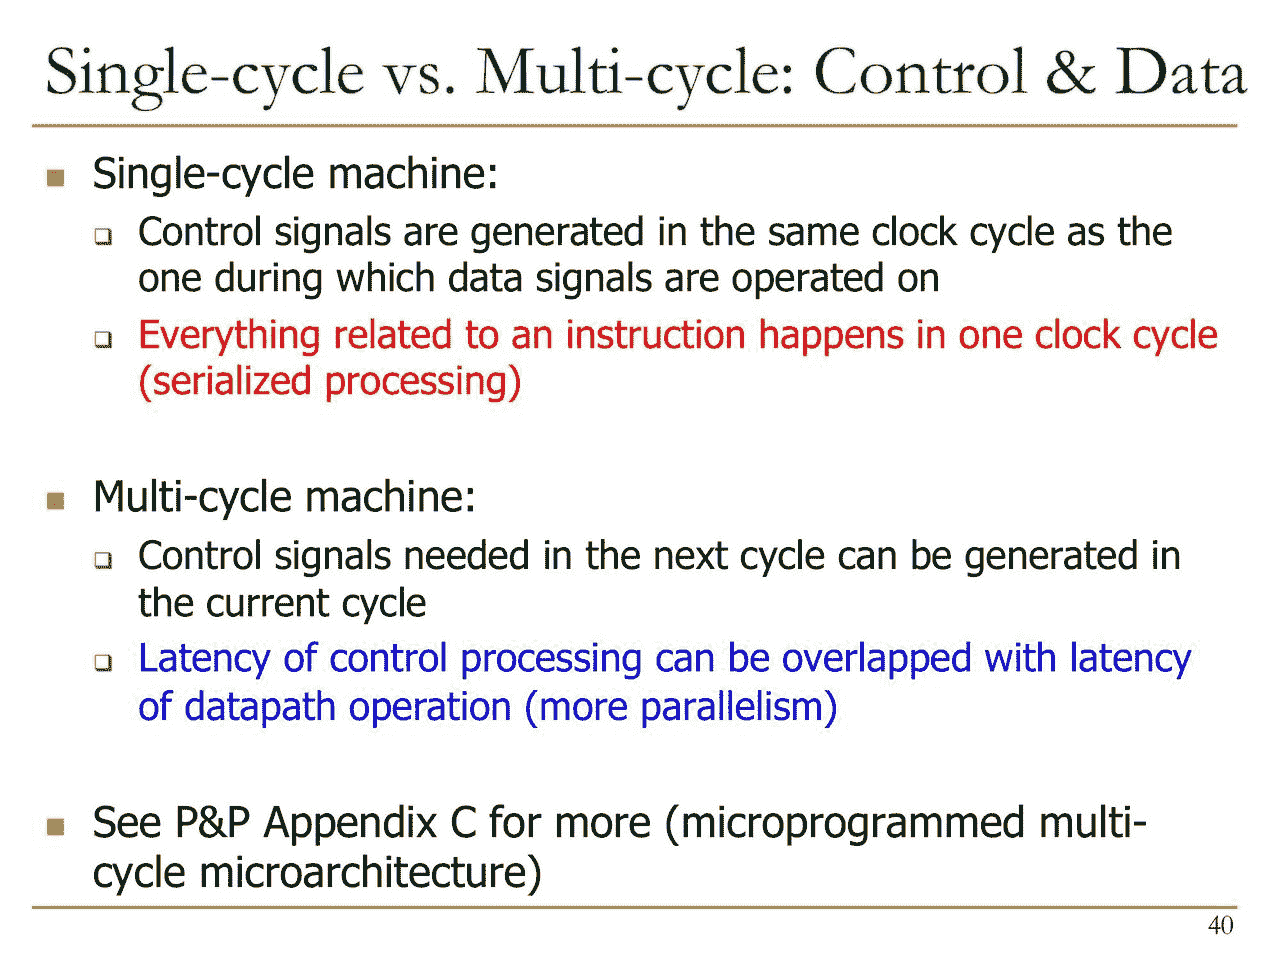 Single-cycle vs. Multi-cycle: Control & Data
Single-cycle machine:
Control signals are generated in the same clock cycle as the
one during which data signals are operated on
Everything related to an instruction happens in one clock cycle
(serialized processing)
Multi-cycle machine:
Control signals needed in the next cycle can be generated in
the current cycle
Latency of control processing can be overlapped with latency
of datapath operation (more parallelism)
See P&P Appendix C for more (microprogrammed multi-
cycle microarchitecture)
40